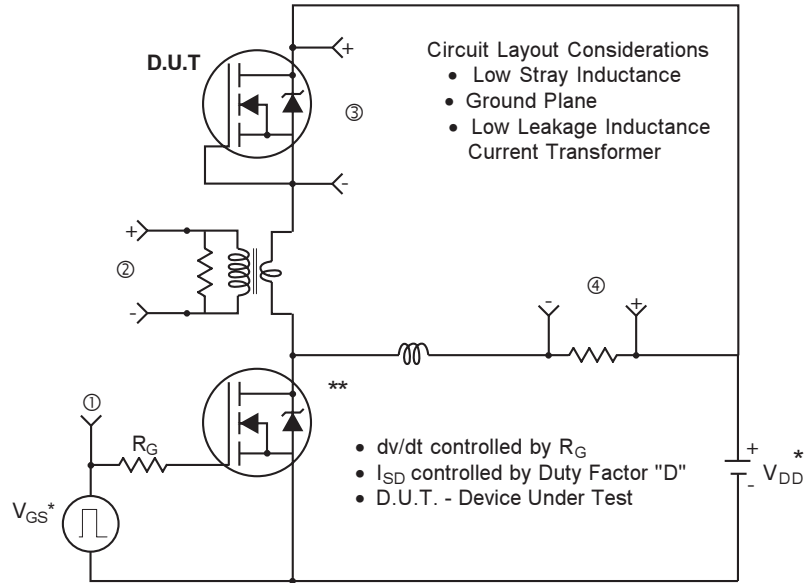 D.U.T
+
③
-
Circuit Layout Considerations
• Low Stray Inductance
• Ground Plane
• Low Leakage Inductance
Current Transformer
+
②
-
-
④
+
**
①
RG
VGS*
• dv/dt controlled by RG
• ISD controlled by Duty Factor "D"
• D.U.T. - Device Under Test
+
-
VDD*